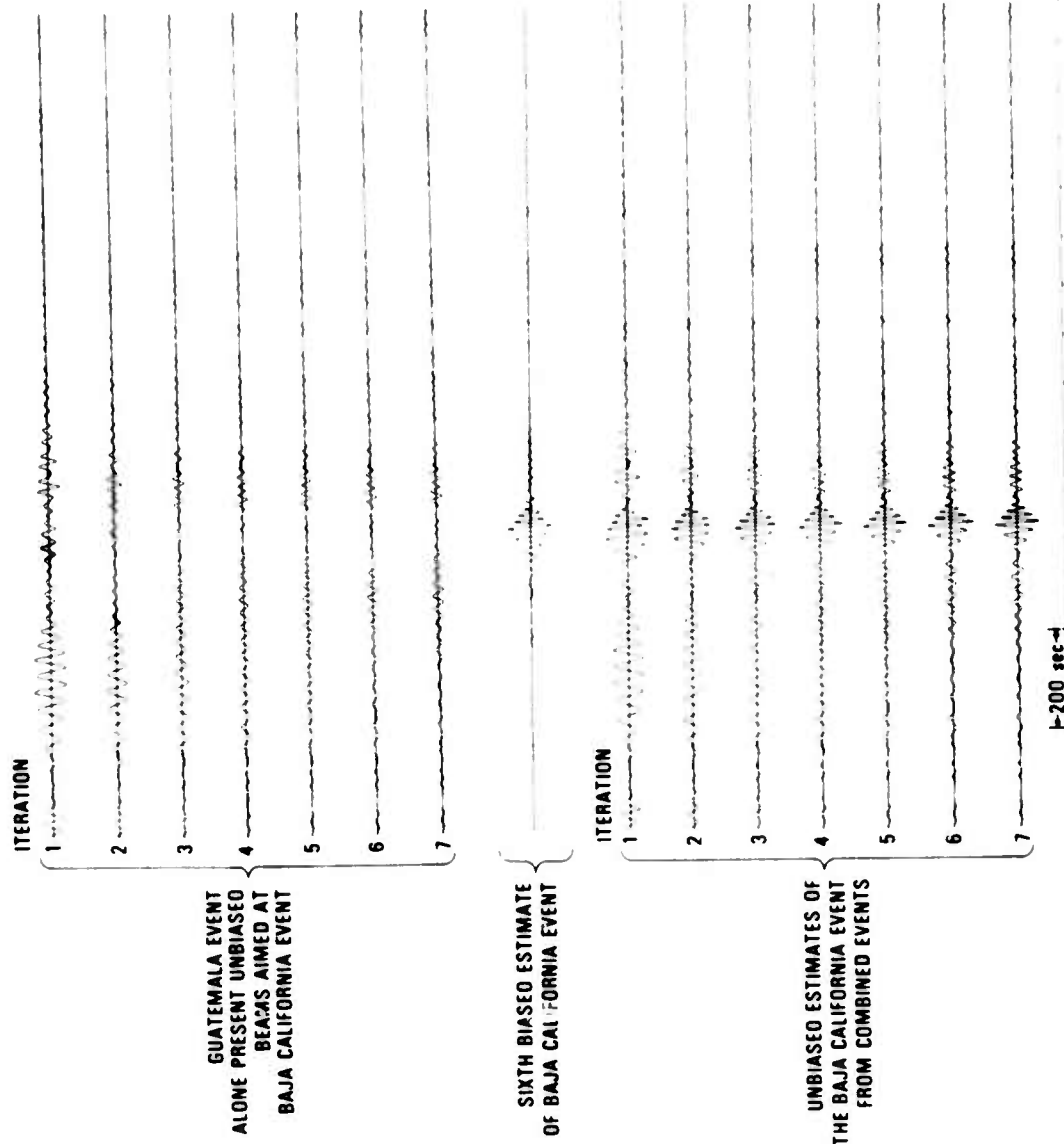 ITERATION
1
2
3
4
5
6
7
GUATEMALA EVENT
ALONE PRESENT UNBIASED
BEAMS AIMED AT
BAJA CALIFORNIA EVENT
SIXTH BIASED ESTIMATE
OF BAJA CALIFORNIA EVENT
ITERATION
1
2
3
4
5
6
7
UNBIASED ESTIMATES OF
THE BAJA CALIFORNIA EVENT
FROM COMBINED EVENTS
200 sec